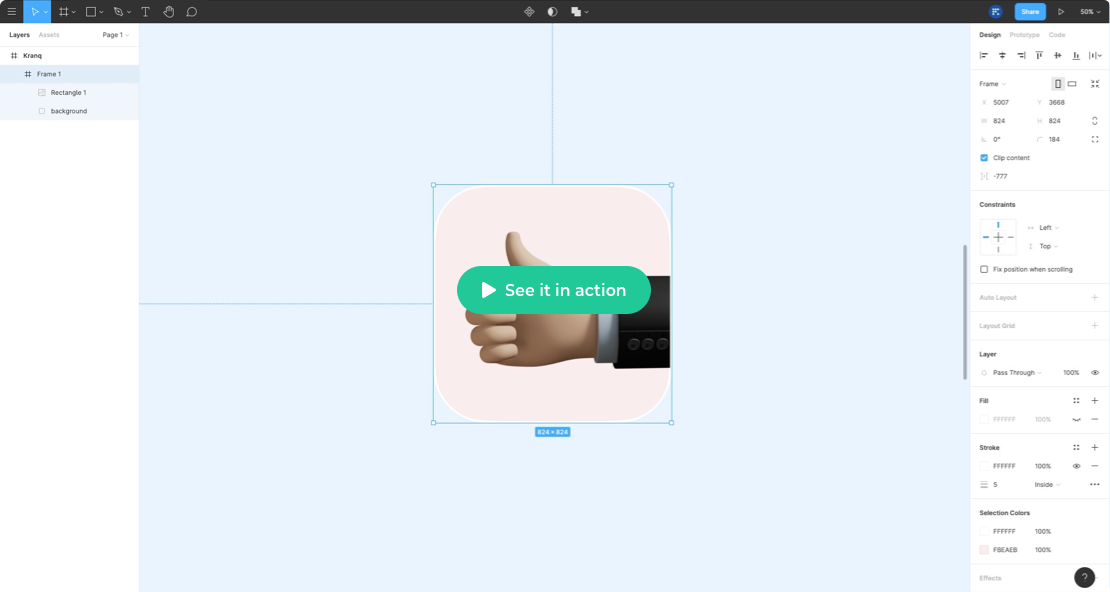 Share
50%
Layers
Assets
Page 1
Design
Prototype
Code
Kranq
Frame 1
Rectangle 1
background
Frame
X 5007
Y 3668
W 824
H 824
0°
184
Clip content
-777
Constraints
Left
Top
Fix position when scrolling
Auto Layout
Layout Grid
Layer
Pass Through
100%
Fill
FFFFFF
100%
Stroke
FFFFFF
100%
5
Inside
Selection Colors
FFFFFF
100%
FBEAEB
100%
Effects
?
See it in action
824 × 824